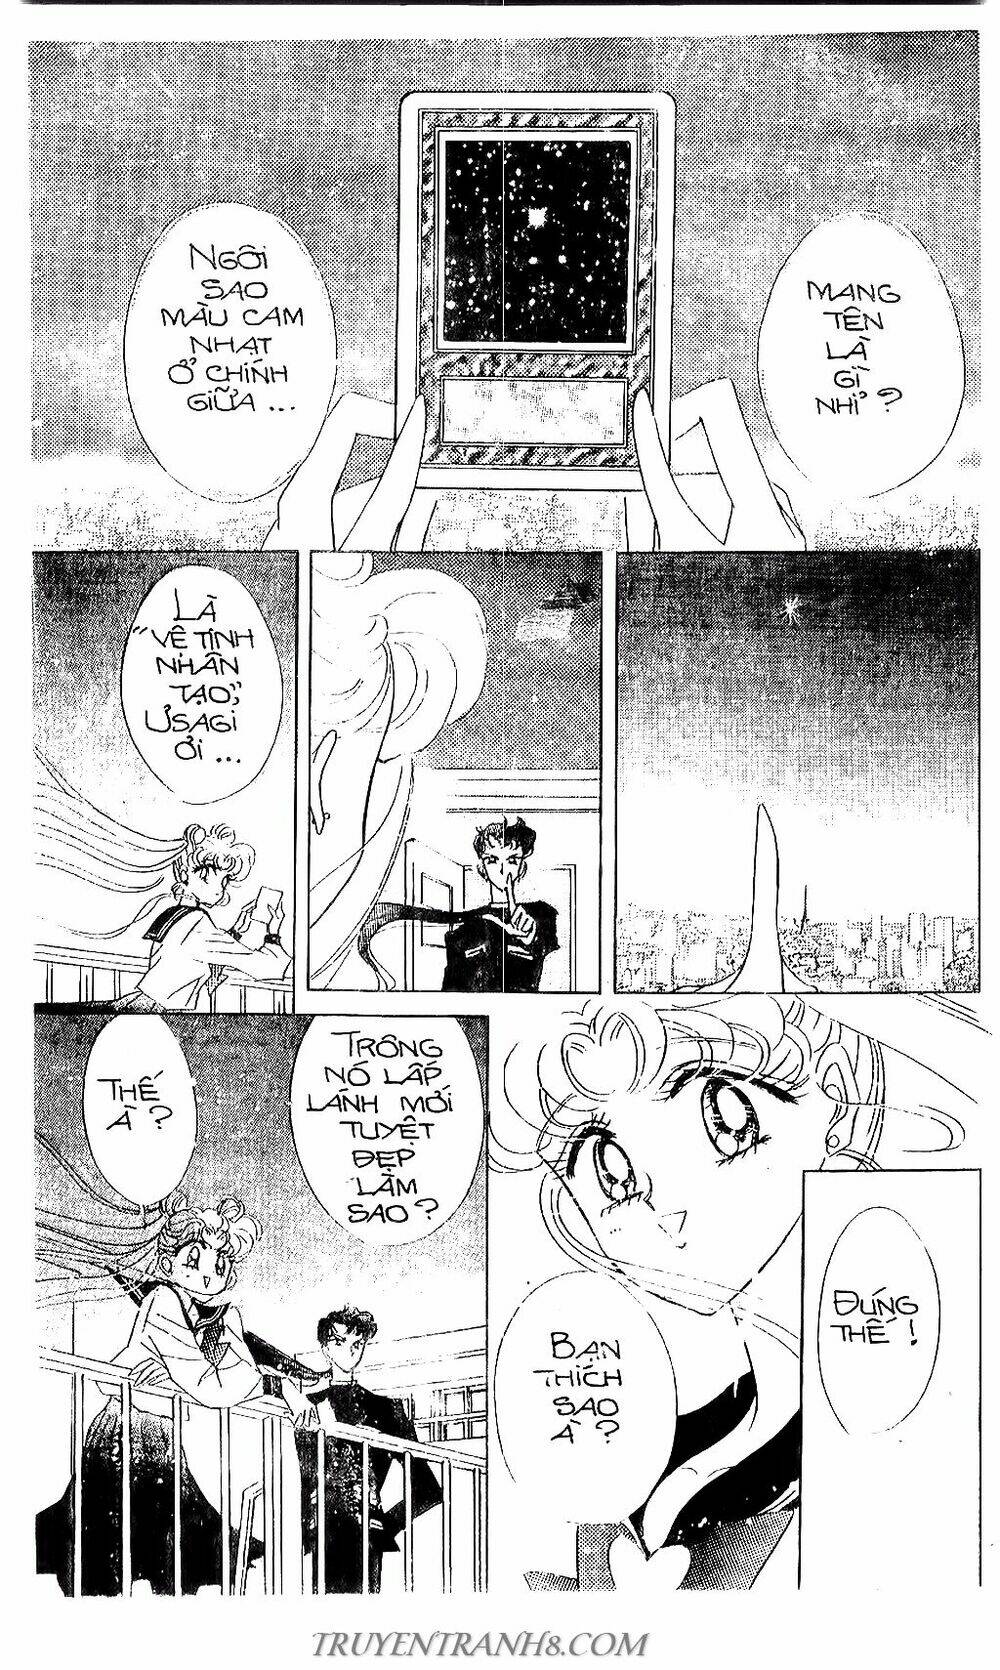 MANG
TÊN
LÀ
GÌ
NHỈ ?
NGÔI
SAO
MÀU CAM
NHẠT
Ở CHÍNH
GIỮA ...
LÀ
"VỆ TINH
NHÂN
TẠO",
ƯSAGI
ƠI ...
ĐÚNG
THẾ !
BẠN
THÍCH
SAO
À ?
TRÔNG
NÓ LẤP
LÁNH MỚI
TUYỆT
ĐẸP
LÀM
SAO ?
THẾ
À ?
TRUYENTRANH8.COM